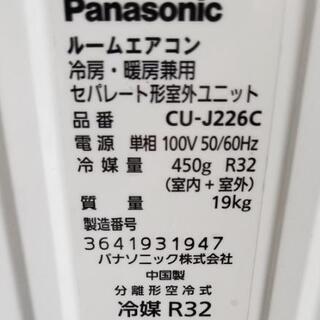 Panasonic
ルームエアコン
冷房・暖房兼用
セパレート形室外ユニット
品番 CU-J226C
電源 単相 100V 50/60Hz
冷媒量 450g R32
(室内+室外)
質量 19kg
製造番号
3641931947
パナソニック株式会社
中国製
分離形空冷式
冷媒 R32